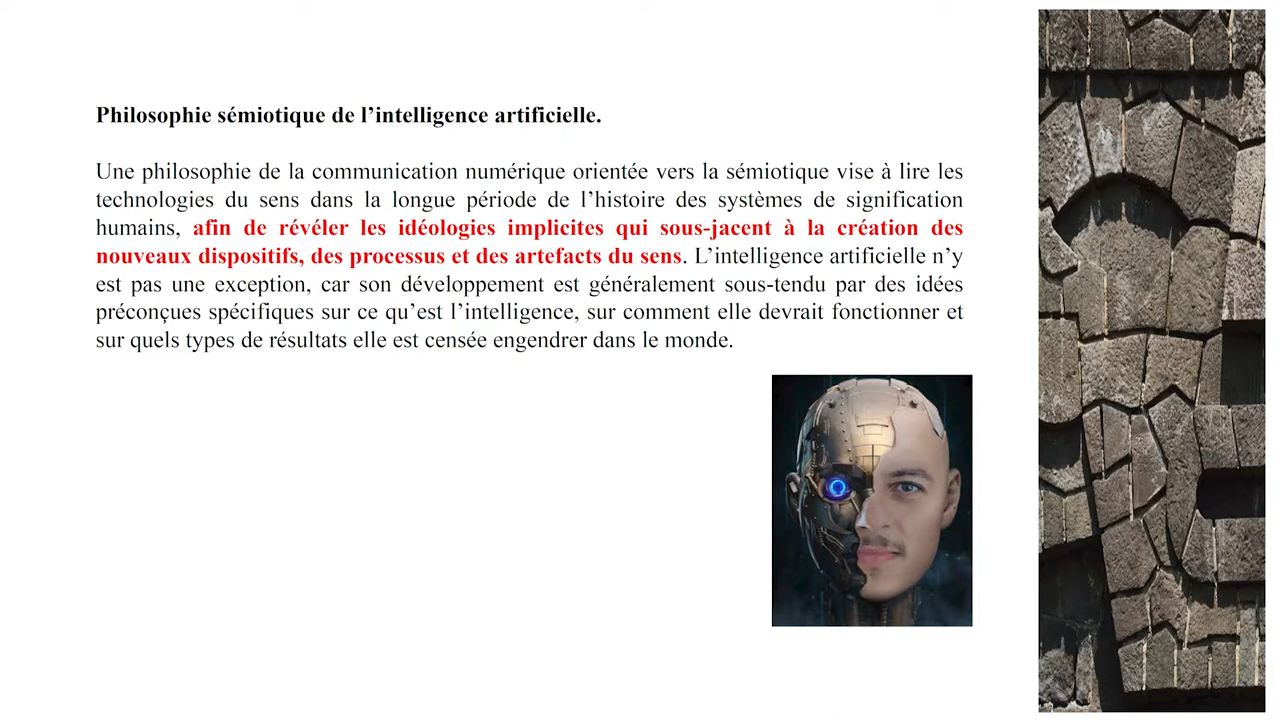 Philosophie sémiotique de l’intelligence artificielle.
Une philosophie de la communication numérique orientée vers la sémiotique vise à lire les
technologies du sens dans la longue période de l’histoire des systèmes de signification
humains, afin de révéler les idéologies implicites qui sous-jacent à la création des
nouveaux dispositifs, des processus et des artefacts du sens. L’intelligence artificielle n’y
est pas une exception, car son développement est généralement sous-tendu par des idées
préconçues spécifiques sur ce qu’est l’intelligence, sur comment elle devrait fonctionner et
sur quels types de résultats elle est censée engendrer dans le monde.